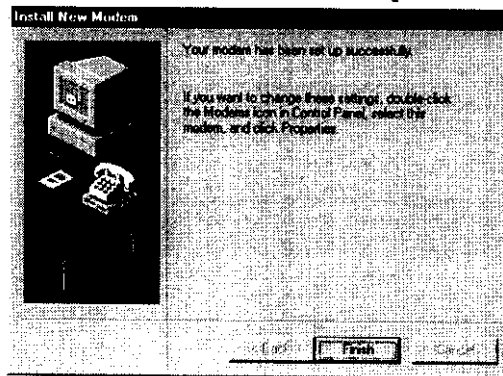 Install New Modem
Your modem has been set up successfully.
If you want to change these settings, double-click
the Modems icon in Control Panel, select this
modem, and click Properties.
Finish
Cancel